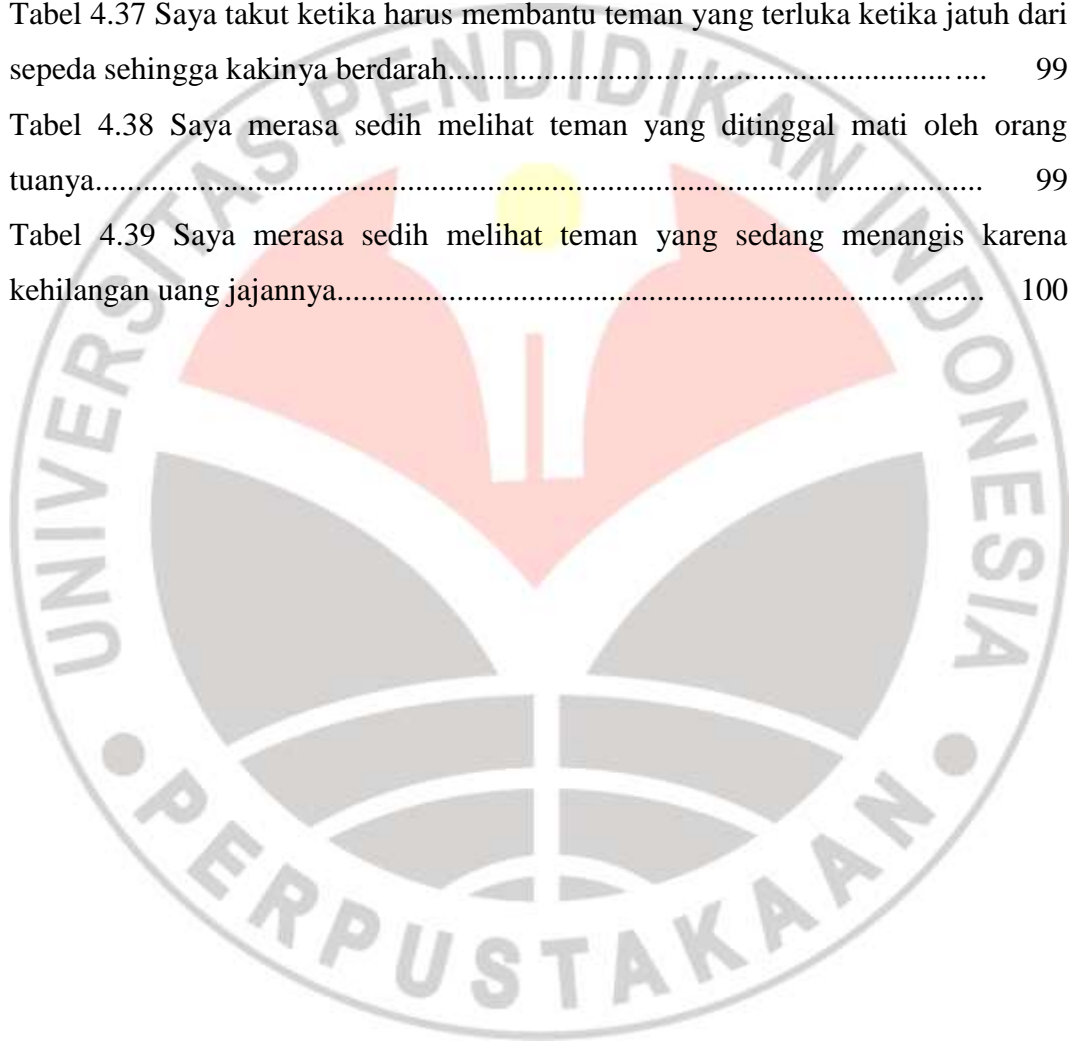 Tabel 4.37 Saya takut ketika harus membantu teman yang terluka ketika jatuh dari
sepeda sehingga kakinya berdarah.................................................................... 99
Tabel 4.38 Saya merasa sedih melihat teman yang ditinggal mati oleh orang
tuanya................................................................................................................ 99
Tabel 4.39 Saya merasa sedih melihat teman yang sedang menangis karena
kehilangan uang jajannya.................................................................................. 100
UNIVERSITAS PENDIDIKAN INDONESIA
PERPUSTAKAAN